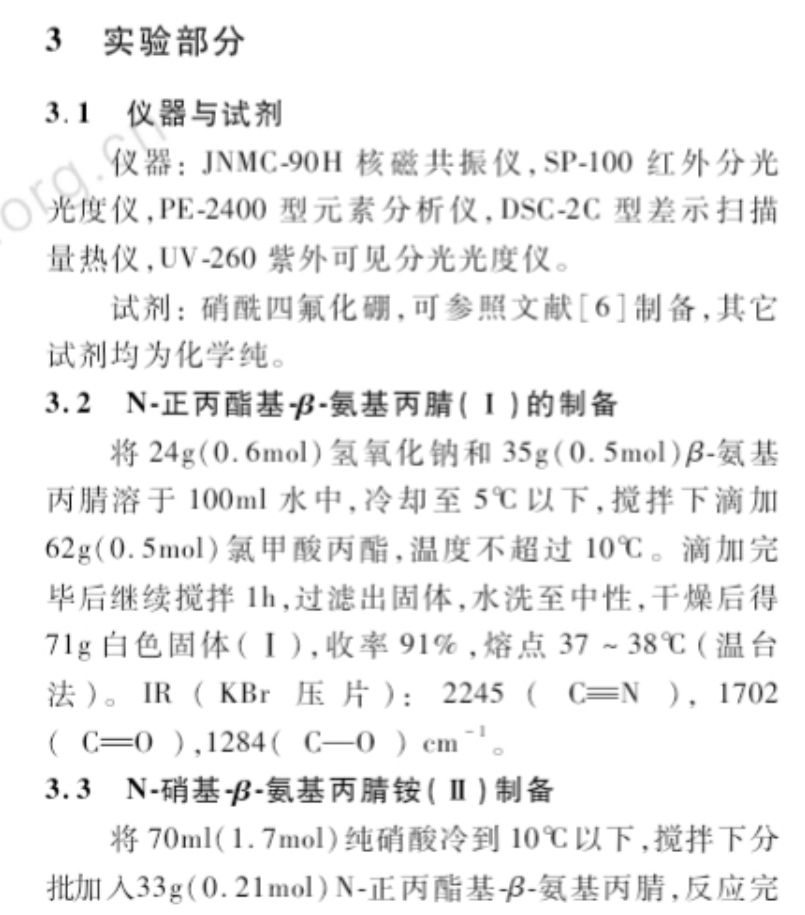 3 实验部分
3.1 仪器与试剂
仪器: JNMC-90H 核磁共振仪,SP-100 红外分光
光度仪,PE-2400 型元素分析仪,DSC-2C 型差示扫描
量热仪,UV-260 紫外可见分光光度仪。
试剂: 硝酰四氟化硼,可参照文献[6]制备,其它
试剂均为化学纯。
3.2 N-正丙酯基-β-氨基丙腈(Ⅰ)的制备
将 24g(0.6mol)氢氧化钠和 35g(0.5mol)β-氨基
丙腈溶于 100ml 水中,冷却至 5℃以下,搅拌下滴加
62g(0.5mol)氯甲酸丙酯,温度不超过 10℃。滴加完
毕后继续搅拌 1h,过滤出固体,水洗至中性,干燥后得
71g 白色固体(Ⅰ),收率 91%,熔点 37 ~ 38℃(温台
法)。IR ( KBr 压片): 2245 ( C≡N ), 1702
( C=O ),1284( C—O ) cm⁻¹。
3.3 N-硝基-β-氨基丙腈铵(Ⅱ)制备
将 70ml(1.7mol)纯硝酸冷到 10℃以下,搅拌下分
批加入33g(0.21mol)N-正丙酯基-β-氨基丙腈,反应完
org.cn